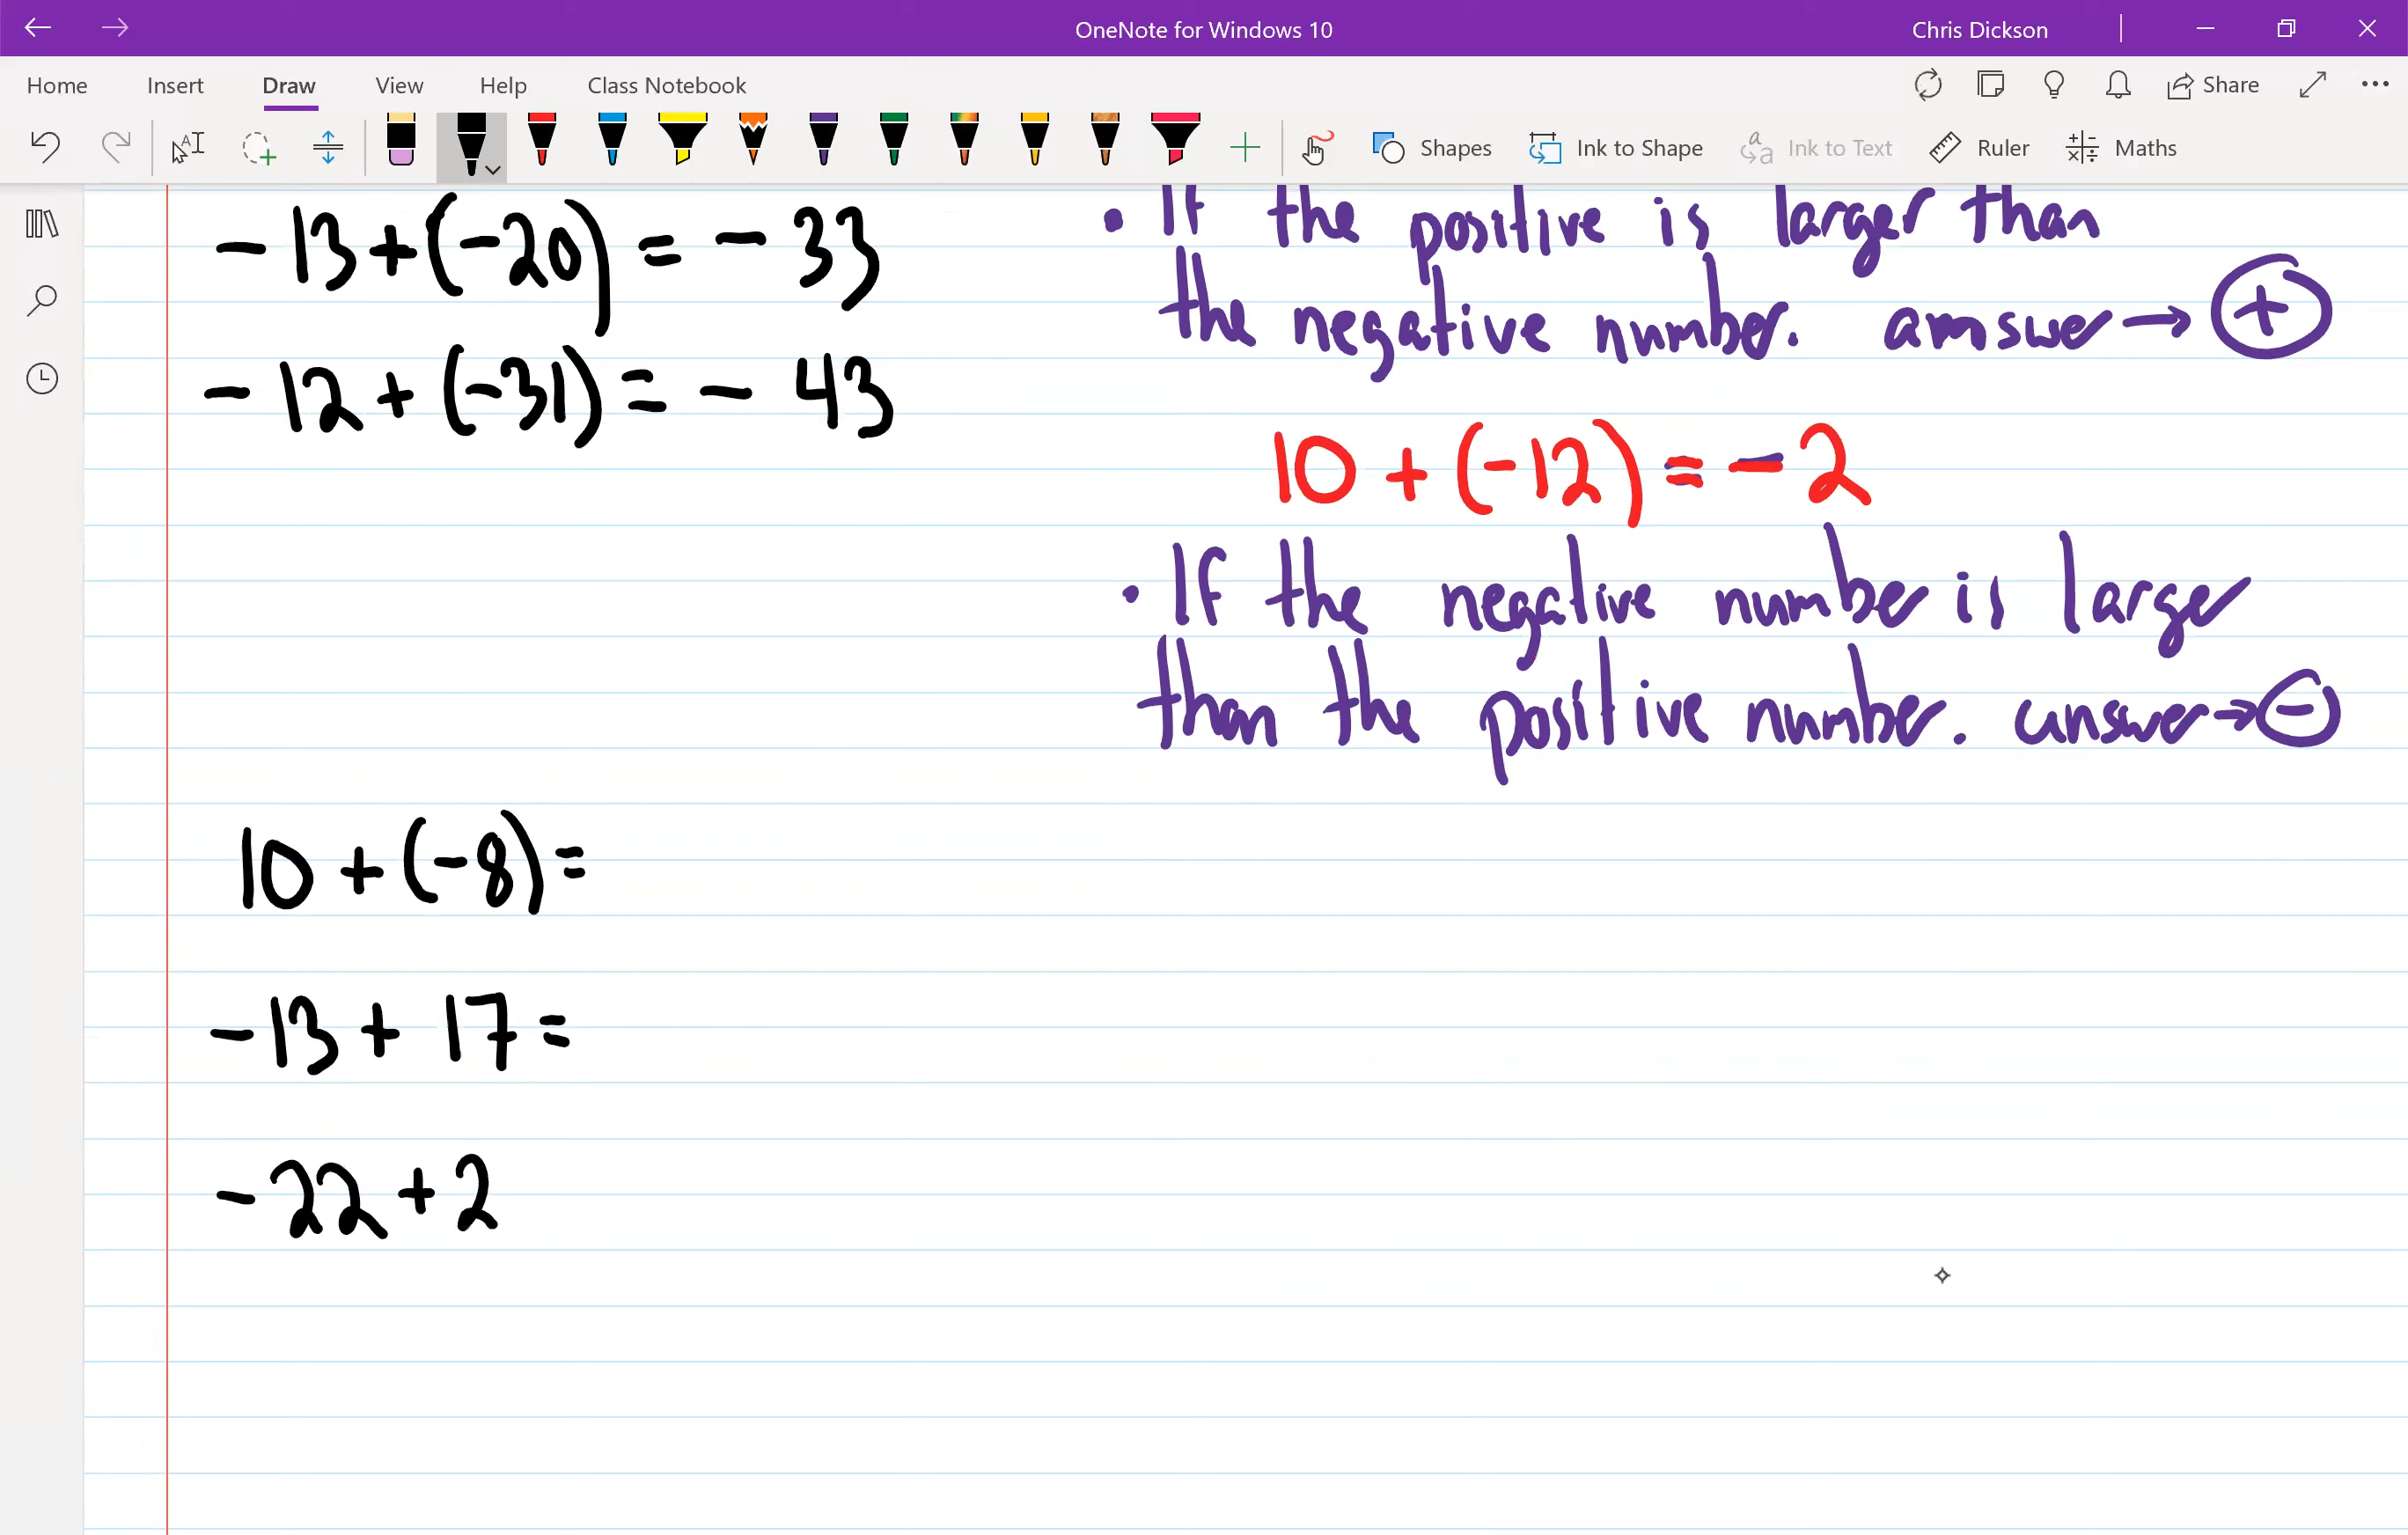 OneNote for Windows 10
Chris Dickson
Home Insert Draw View Help Class Notebook
Share
Shapes Ink to Shape Ink to Text Ruler Maths
-13+(-20)=-33
-12+(-31)=-43
• If the positive is larger than
the negative number. amswer→ +
10+(-12)=-2
• If the negative number is larger
than the positive number. answer→ -
10+(-8)=
-13+17=
-22+2